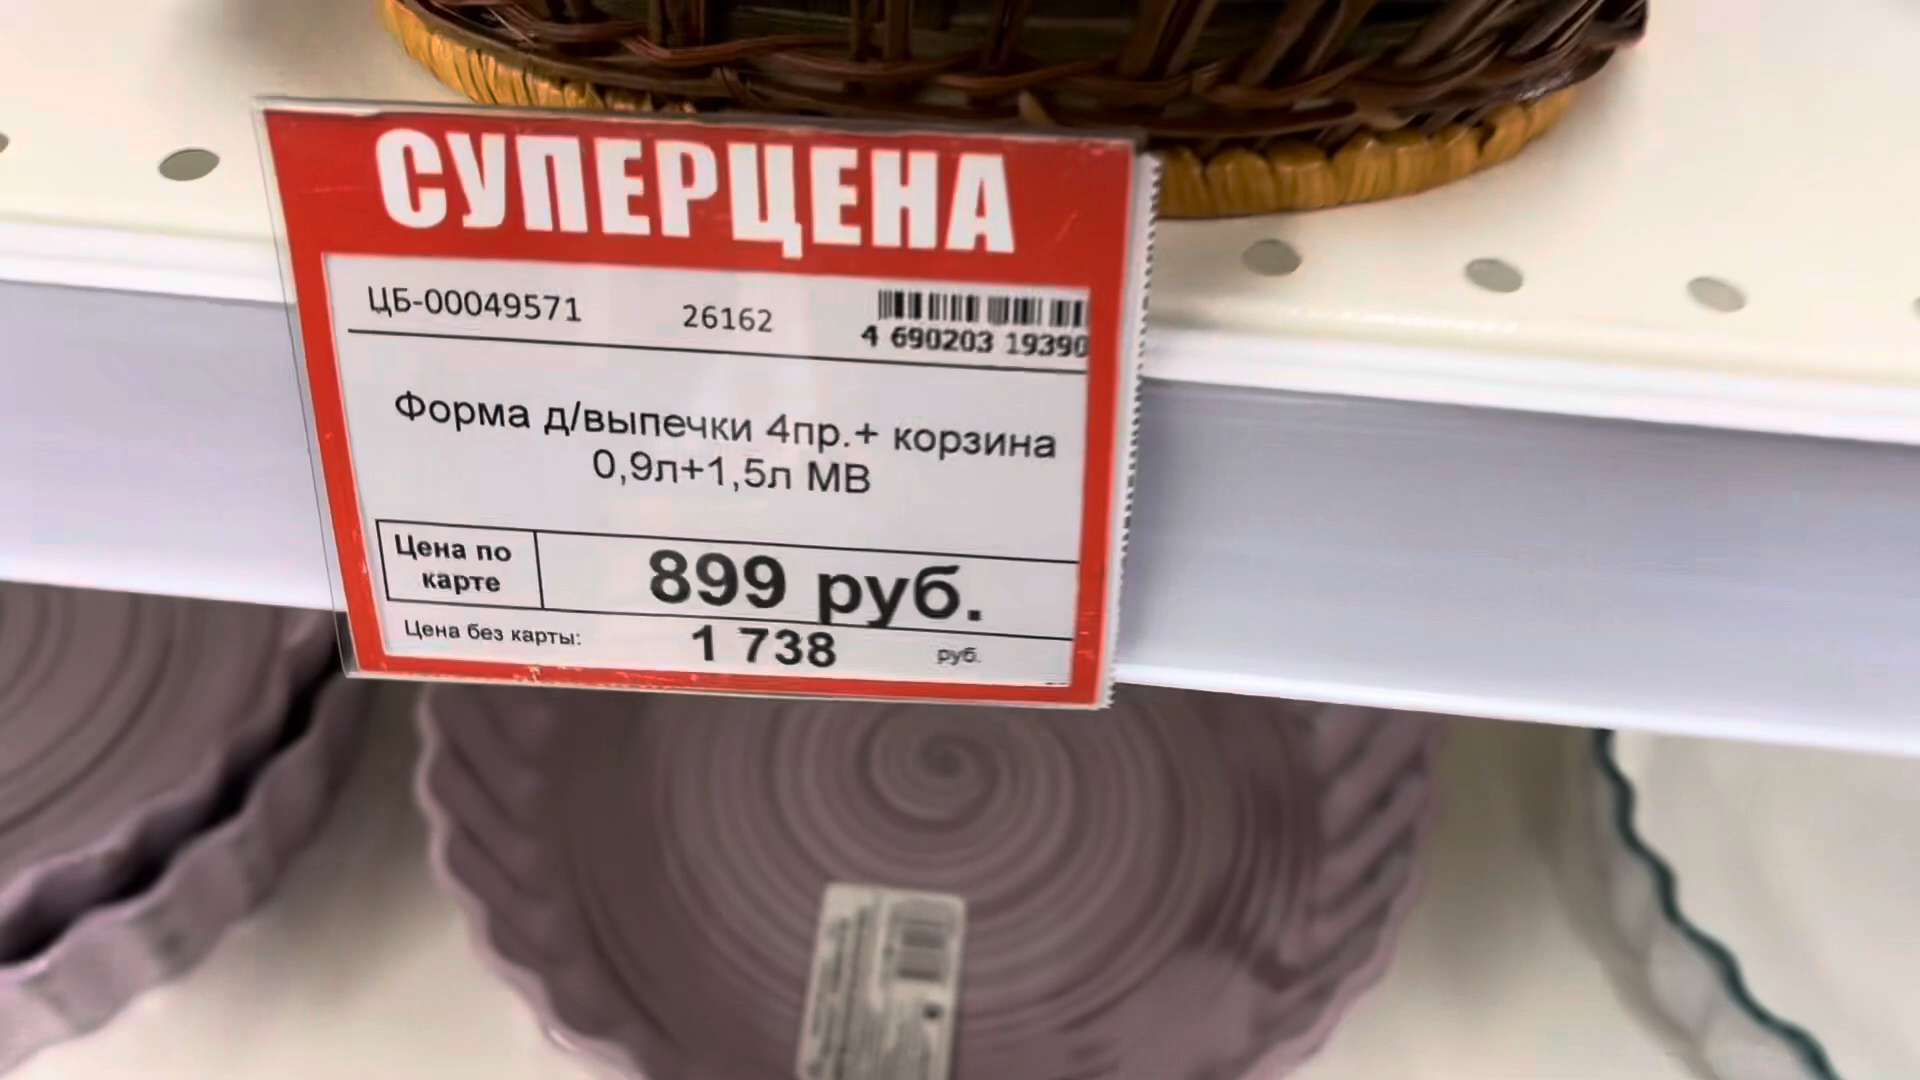 СУПЕРЦЕНА
ЦБ-00049571 26162
4 690203 19390
Форма д/выпечки 4пр.+ корзина
0,9л+1,5л МВ
Цена по
карте
899 руб.
Цена без карты: 1 738 руб.